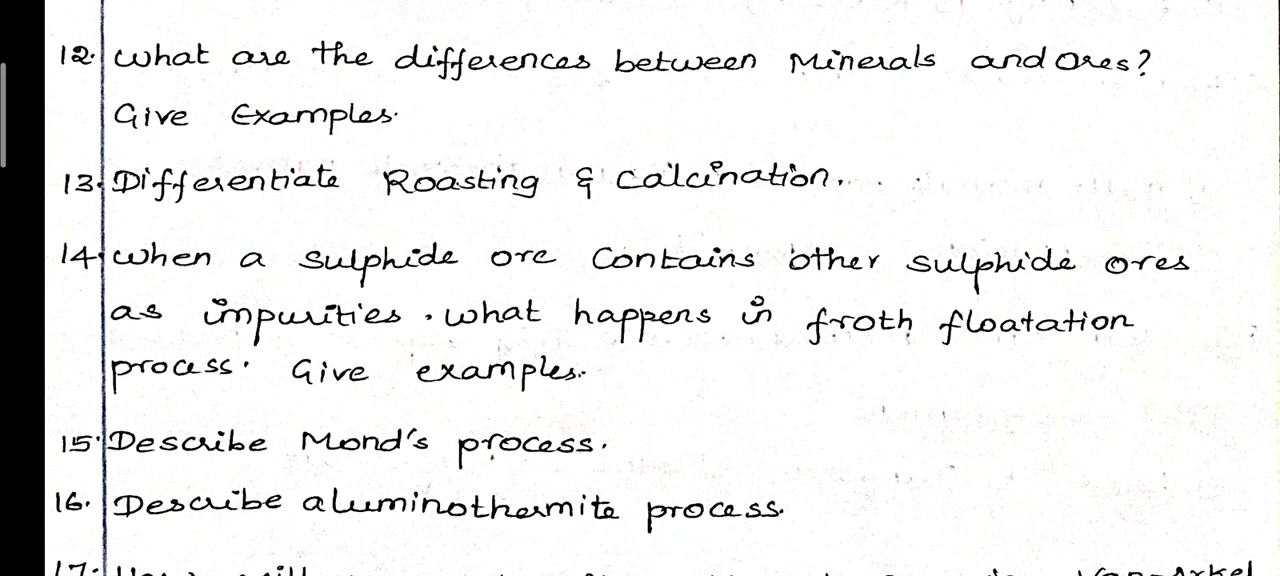 12. What are the differences between Minerals and Ores?
Give Examples.
13. Differentiate Roasting & Calcination.
14. When a Sulphide ore Contains other sulphide ores
as impurities. What happens in froth floatation
process. Give examples.
15. Describe Mond's process.
16. Describe aluminothermite process.
17.